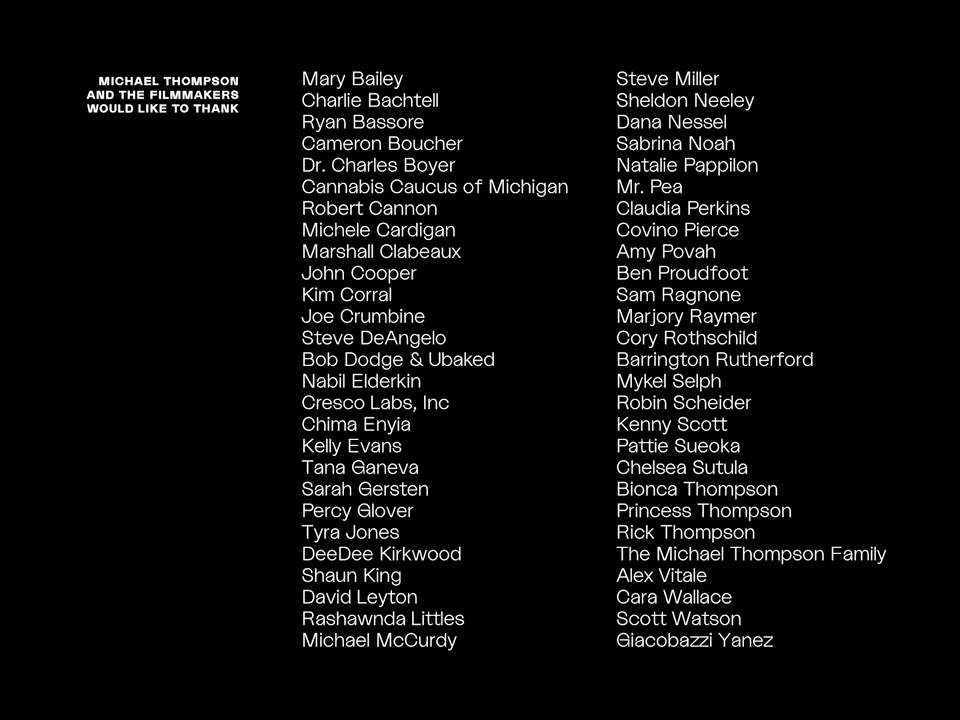 MICHAEL THOMPSON
AND THE FILMMAKERS
WOULD LIKE TO THANK
Mary Bailey
Charlie Bachtell
Ryan Bassore
Cameron Boucher
Dr. Charles Boyer
Cannabis Caucus of Michigan
Robert Cannon
Michele Cardigan
Marshall Clabeaux
John Cooper
Kim Corral
Joe Crumbine
Steve DeAngelo
Bob Dodge & Ubaked
Nabil Elderkin
Cresco Labs, Inc
Chima Enyia
Kelly Evans
Tana Ganeva
Sarah Gersten
Percy Glover
Tyra Jones
DeeDee Kirkwood
Shaun King
David Leyton
Rashawnda Littles
Michael McCurdy
Steve Miller
Sheldon Neeley
Dana Nessel
Sabrina Noah
Natalie Pappilon
Mr. Pea
Claudia Perkins
Covino Pierce
Amy Povah
Ben Proudfoot
Sam Ragnone
Marjory Raymer
Cory Rothschild
Barrington Rutherford
Mykel Selph
Robin Scheider
Kenny Scott
Pattie Sueoka
Chelsea Sutula
Bionca Thompson
Princess Thompson
Rick Thompson
The Michael Thompson Family
Alex Vitale
Cara Wallace
Scott Watson
Giacobazzi Yanez